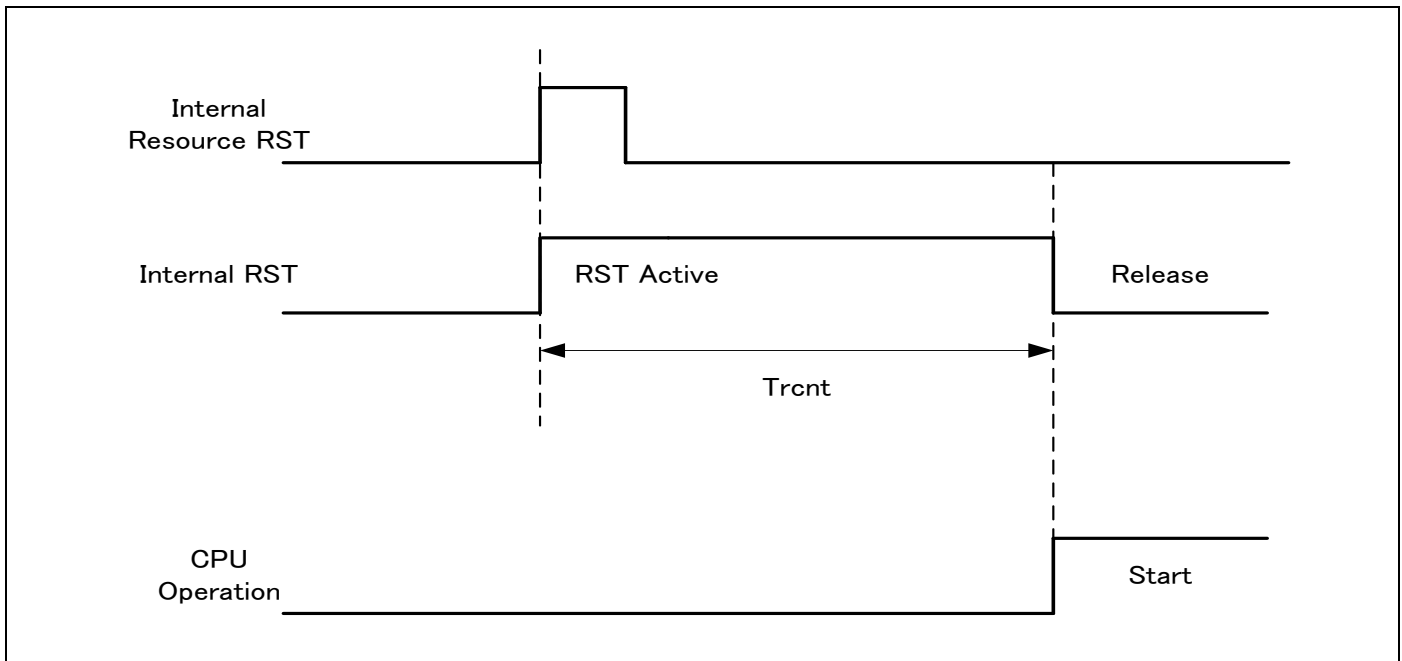 Internal
Resource RST
Internal RST
RST Active
Release
Trcnt
CPU
Operation
Start